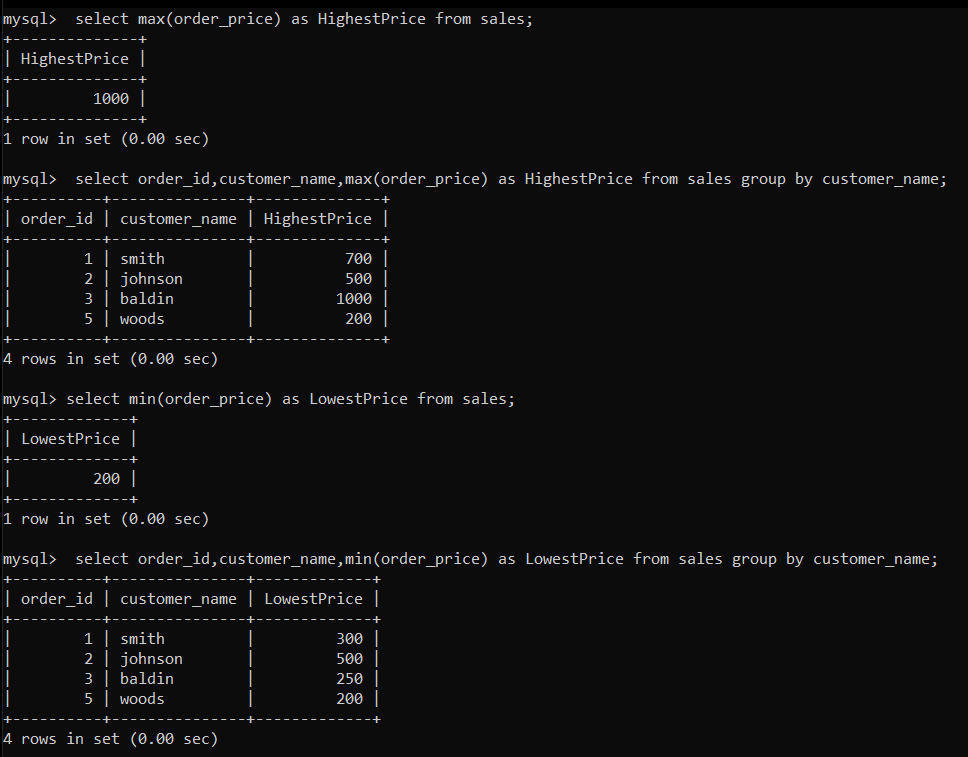 mysql>  select max(order_price) as HighestPrice from sales;
+--------------+
| HighestPrice |
+--------------+
|         1000 |
+--------------+
1 row in set (0.00 sec)
mysql>  select order_id,customer_name,max(order_price) as HighestPrice from sales group by customer_name;
+----------+---------------+--------------+
| order_id | customer_name | HighestPrice |
+----------+---------------+--------------+
|        1 | smith         |          700 |
|        2 | johnson       |          500 |
|        3 | baldin        |         1000 |
|        5 | woods         |          200 |
+----------+---------------+--------------+
4 rows in set (0.00 sec)
mysql> select min(order_price) as LowestPrice from sales;
+-------------+
| LowestPrice |
+-------------+
|         200 |
+-------------+
1 row in set (0.00 sec)
mysql>  select order_id,customer_name,min(order_price) as LowestPrice from sales group by customer_name;
+----------+---------------+-------------+
| order_id | customer_name | LowestPrice |
+----------+---------------+-------------+
|        1 | smith         |         300 |
|        2 | johnson       |         500 |
|        3 | baldin        |         250 |
|        5 | woods         |         200 |
+----------+---------------+-------------+
4 rows in set (0.00 sec)